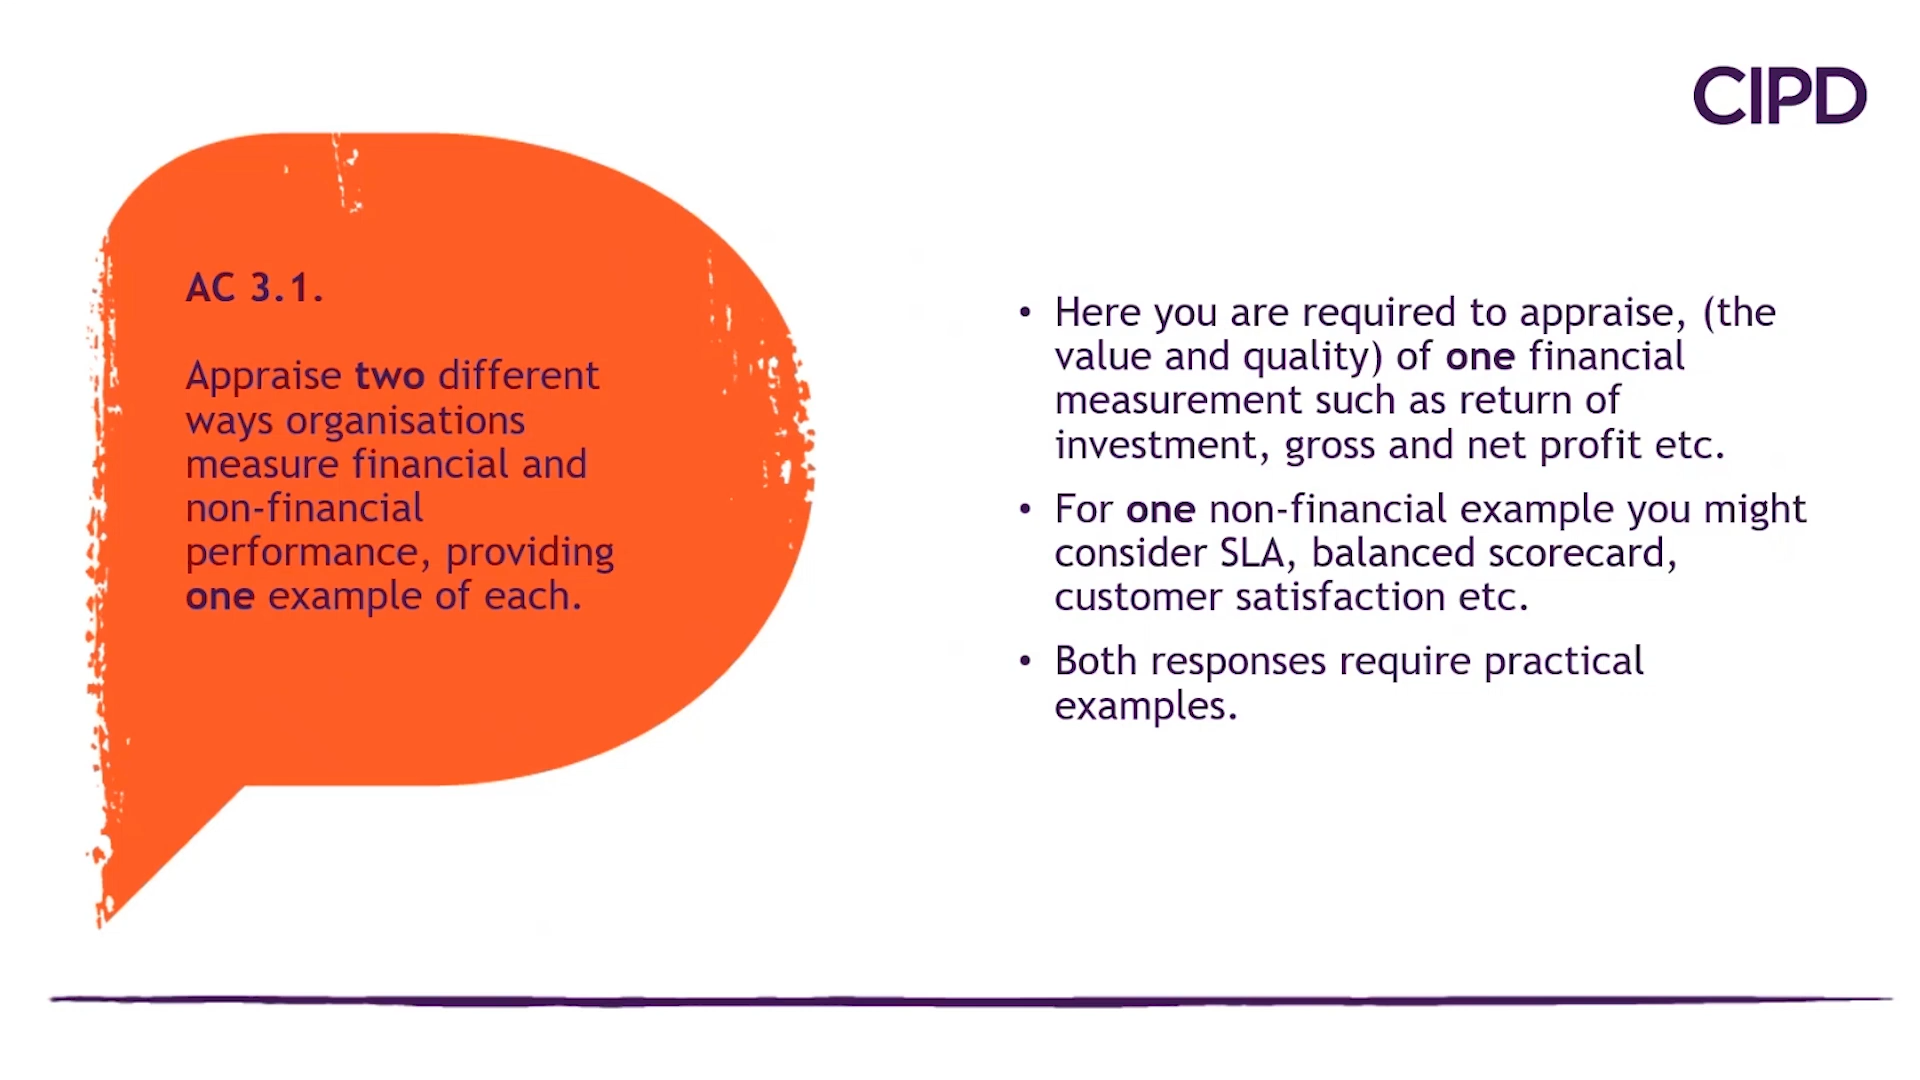 CIPD
AC 3.1.
Appraise two different
ways organisations
measure financial and
non-financial
performance, providing
one example of each.
• Here you are required to appraise, (the
value and quality) of one financial
measurement such as return of
investment, gross and net profit etc.
• For one non-financial example you might
consider SLA, balanced scorecard,
customer satisfaction etc.
• Both responses require practical
examples.